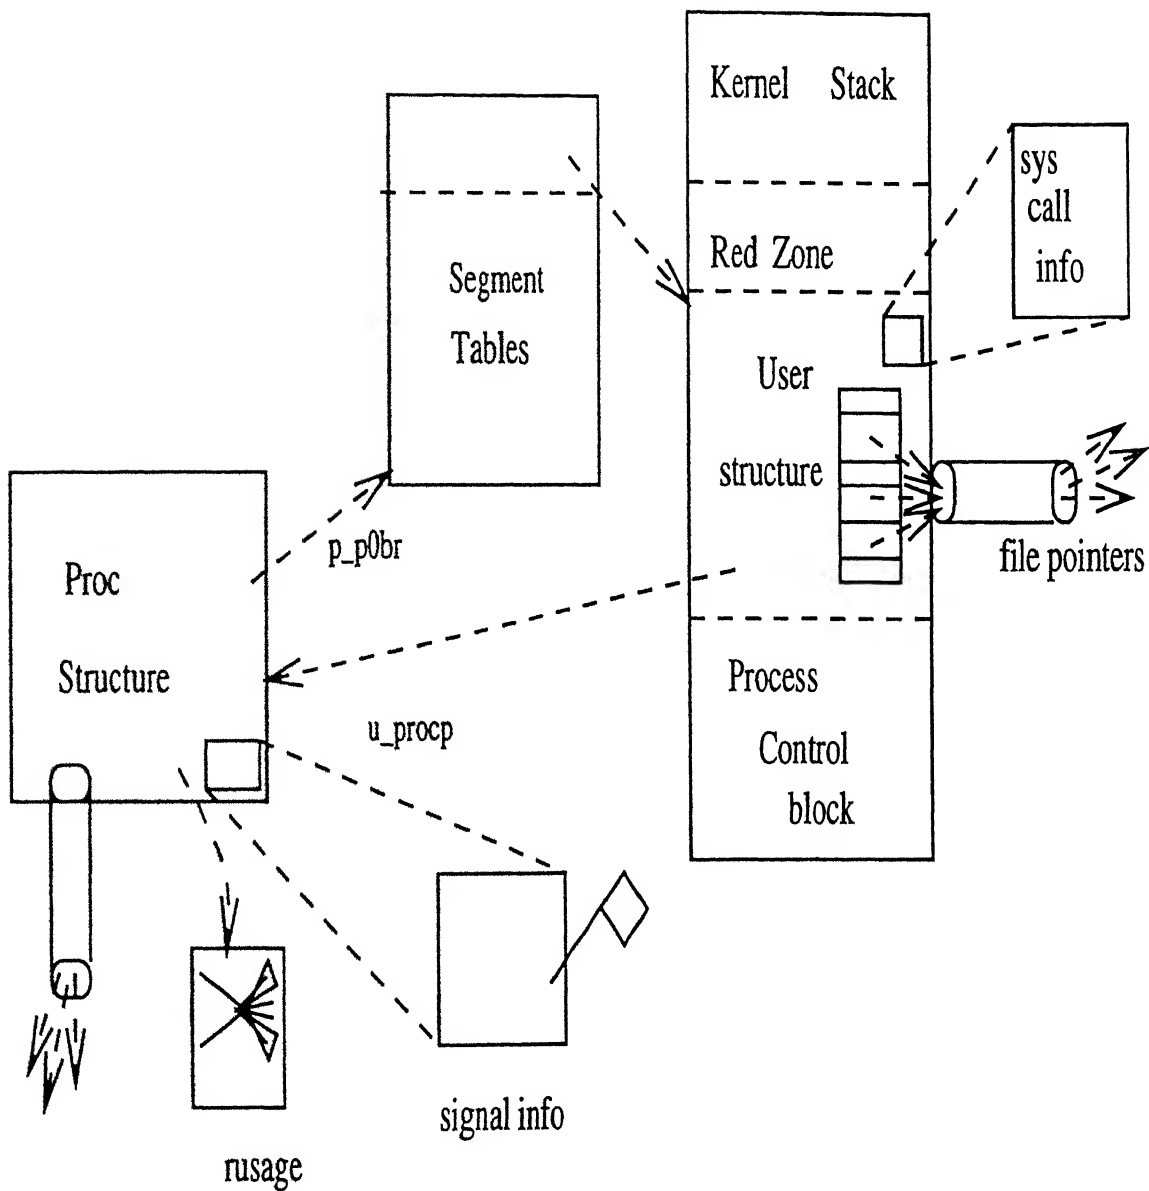 Kernel Stack
sys
call
info
Red Zone
Segment
Tables
User
structure
file pointers
p_p0br
Proc
Structure
u_procp
Process
Control
block
signal info
rusage